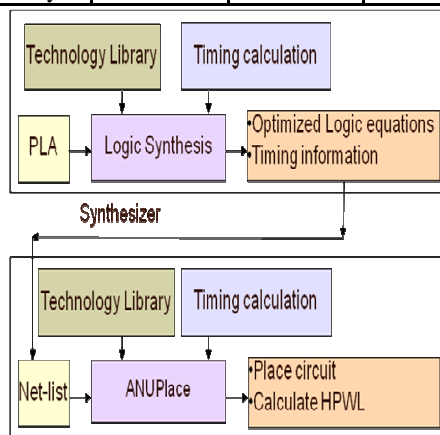 Technology Library
Timing calculation
PLA
Logic Synthesis
•Optimized Logic equations
•Timing information
Synthesizer
Technology Library
Timing calculation
Net-list
ANUPlace
•Place circuit
•Calculate HPWL